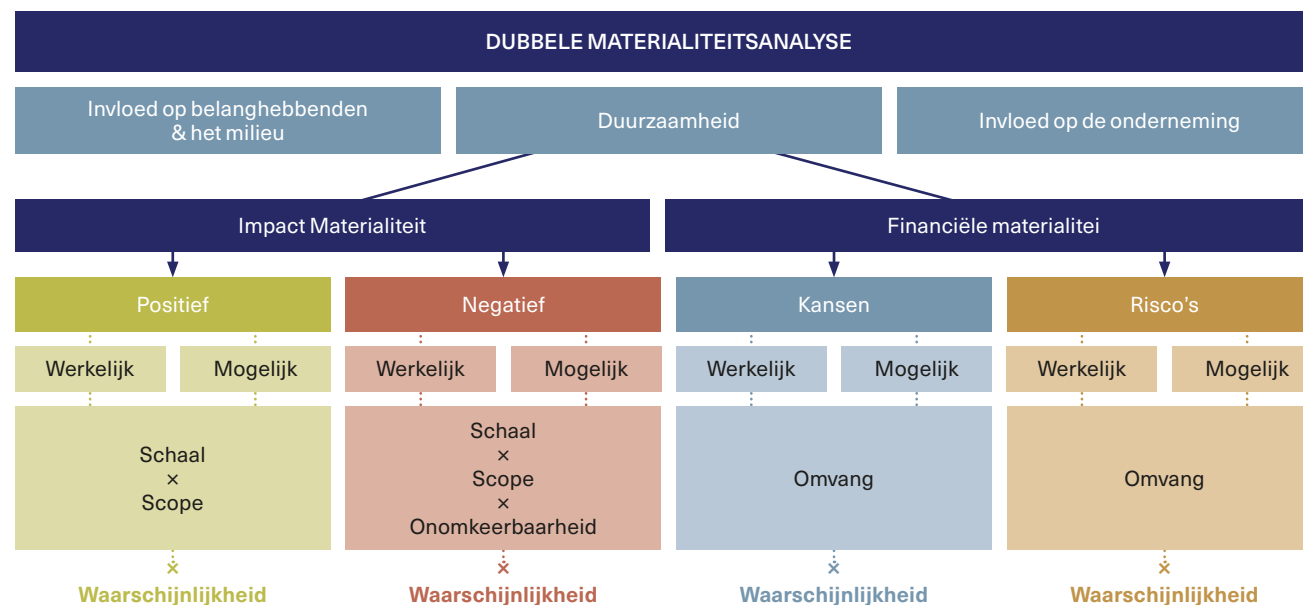 DUBBELE MATERIALITEITSANALYSE
Invloed op belanghebbenden
& het milieu
Duurzaamheid
Invloed op de onderneming
Impact Materialiteit
Financiële materialitei
Positief
Negatief
Kansen
Risco's
Werkelijk
Mogelijk
Werkelijk
Mogelijk
Werkelijk
Mogelijk
Werkelijk
Mogelijk
Schaal
×
Scope
Schaal
×
Scope
×
Onomkeerbaarheid
Omvang
Omvang
×
×
×
×
Waarschijnlijkheid
Waarschijnlijkheid
Waarschijnlijkheid
Waarschijnlijkheid